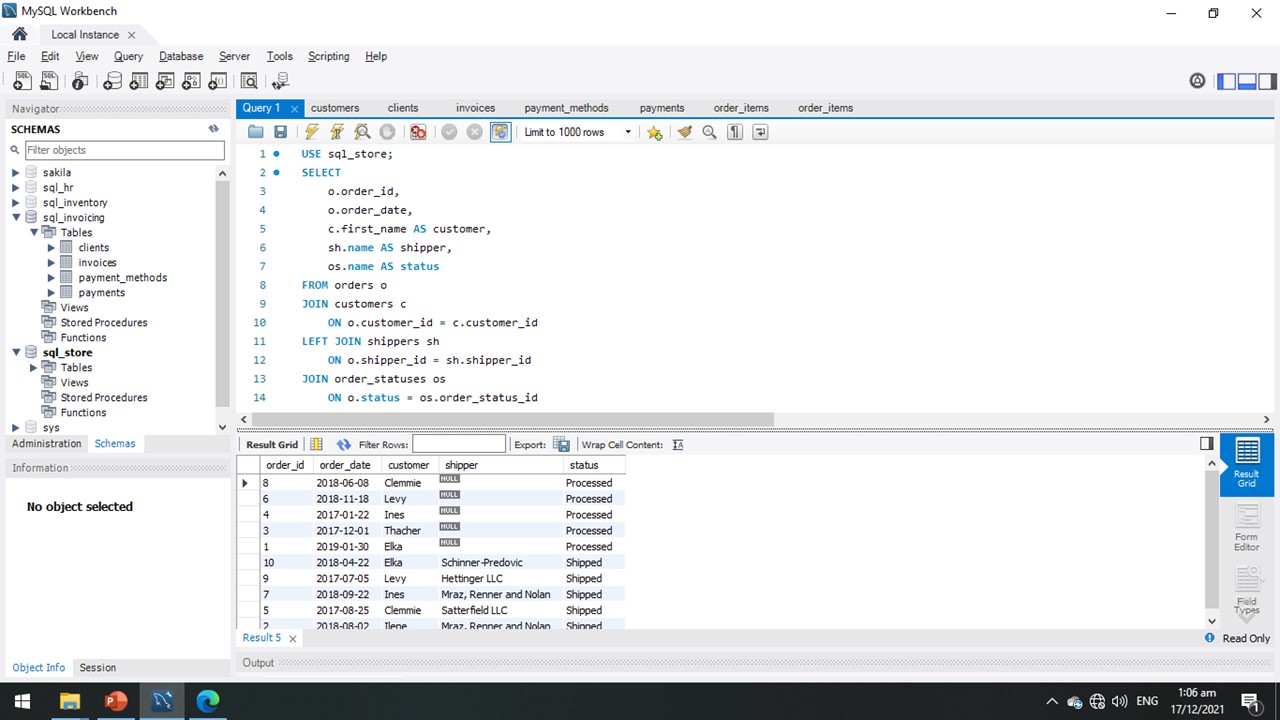 MySQL Workbench
Local Instance
File Edit View Query Database Server Tools Scripting Help
Navigator
SCHEMAS
Filter objects
sakila
sql_hr
sql_inventory
sql_invoicing
Tables
clients
invoices
payment_methods
payments
Views
Stored Procedures
Functions
sql_store
Tables
Views
Stored Procedures
Functions
sys
Administration Schemas
Information
No object selected
Object Info Session
Query 1 customers clients invoices payment_methods payments order_items order_items
Limit to 1000 rows
1 USE sql_store;
2 SELECT
3 o.order_id,
4 o.order_date,
5 c.first_name AS customer,
6 sh.name AS shipper,
7 os.name AS status
8 FROM orders o
9 JOIN customers c
10 ON o.customer_id = c.customer_id
11 LEFT JOIN shippers sh
12 ON o.shipper_id = sh.shipper_id
13 JOIN order_statuses os
14 ON o.status = os.order_status_id
Result Grid Filter Rows: Export: Wrap Cell Content:
order_id order_date customer shipper status
8 2018-06-08 Clemmie NULL Processed
6 2018-11-18 Levy NULL Processed
4 2017-01-22 Ines NULL Processed
3 2017-12-01 Thacher NULL Processed
1 2019-01-30 Elka NULL Processed
10 2018-04-22 Elka Schinner-Predovic Shipped
9 2017-07-05 Levy Hettinger LLC Shipped
7 2018-09-22 Ines Mraz, Renner and Nolan Shipped
5 2017-08-25 Clemmie Satterfield LLC Shipped
2 2018-08-02 Ilene Mraz, Renner and Nolan Shipped
Result
Grid
Form
Editor
Field
Types
Result 5
Read Only
Output
ENG
1:06 am
17/12/2021
1